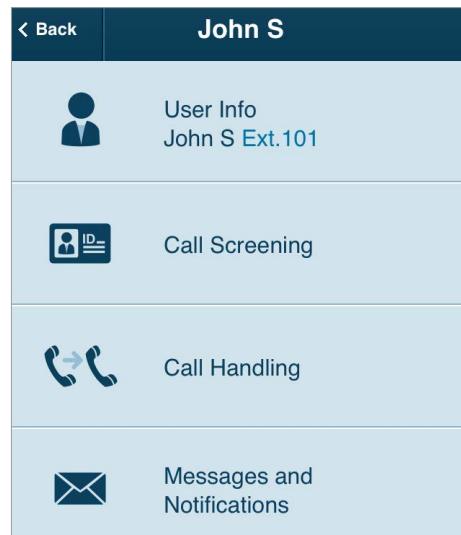 Back
John S
User Info
John S Ext.101
ID
Call Screening
Call Handling
Messages and
Notifications